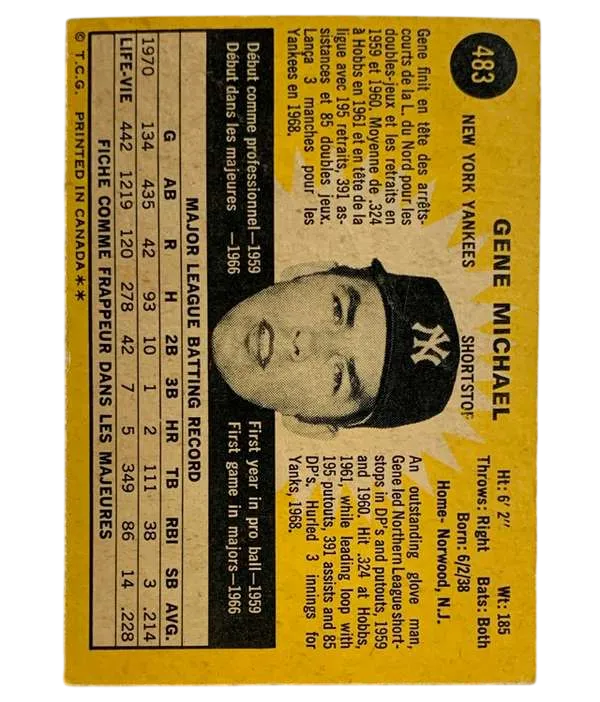 483
GENE MICHAEL
NEW YORK YANKEES SHORTSTOP
Ht: 6' 2" Wt: 185
Throws: Right Bats: Both
Born: 6/2/38
Home- Norwood, N.J.
Gene finit en tête des arrêts-
courts de la L. du Nord pour les
doubles-jeux et les retraits en
1959 et 1960. Moyenne de .324
à Hobbs en 1961 et en tête de la
ligue avec 195 retraits, 391 as-
sistances et 85 doubles jeux.
Lança 3 manches pour les
Yankees en 1968.
NY
An outstanding glove man,
Gene led Northern League short-
stops in DP's and putouts, 1959
and 1960. Hit .324 at Hobbs,
1961, while leading loop with
195 putouts, 391 assists and 85
DP's. Hurled 3 innings for
Yanks, 1968.
Début comme professionnel—1959
Début dans les majeures —1966
First year in pro ball—1959
First game in majors—1966
MAJOR LEAGUE BATTING RECORD
G AB R H 2B 3B HR TB RBI SB AVG.
1970 134 435 42 93 10 1 2 111 38 3 .214
LIFE-VIE 442 1219 120 278 42 7 5 349 86 14 .228
FICHE COMME FRAPPEUR DANS LES MAJEURES
© T.C.G. PRINTED IN CANADA**